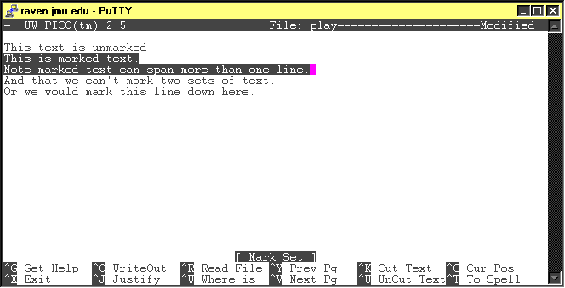 raven.jmu.edu - PuTTY
UW PICO(tm) 2.5 File: play Modified
This text is unmarked
This is marked text.
Note marked text can span more than one line.
And that we can't mark two sets of text.
Or we would mark this line down here.
[ Mark Set ]
^G Get Help ^O WriteOut ^R Read File ^Y Prev Pg ^K Cut Text ^C Cur Pos
^X Exit ^J Justify ^W Where is ^V Next Pg ^U UnCut Text ^T To Spell